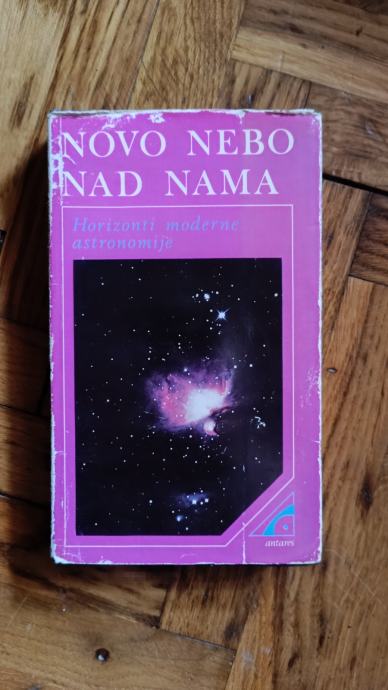 NOVO NEBO
NAD NAMA
Horizonti moderne
astronomije
antares